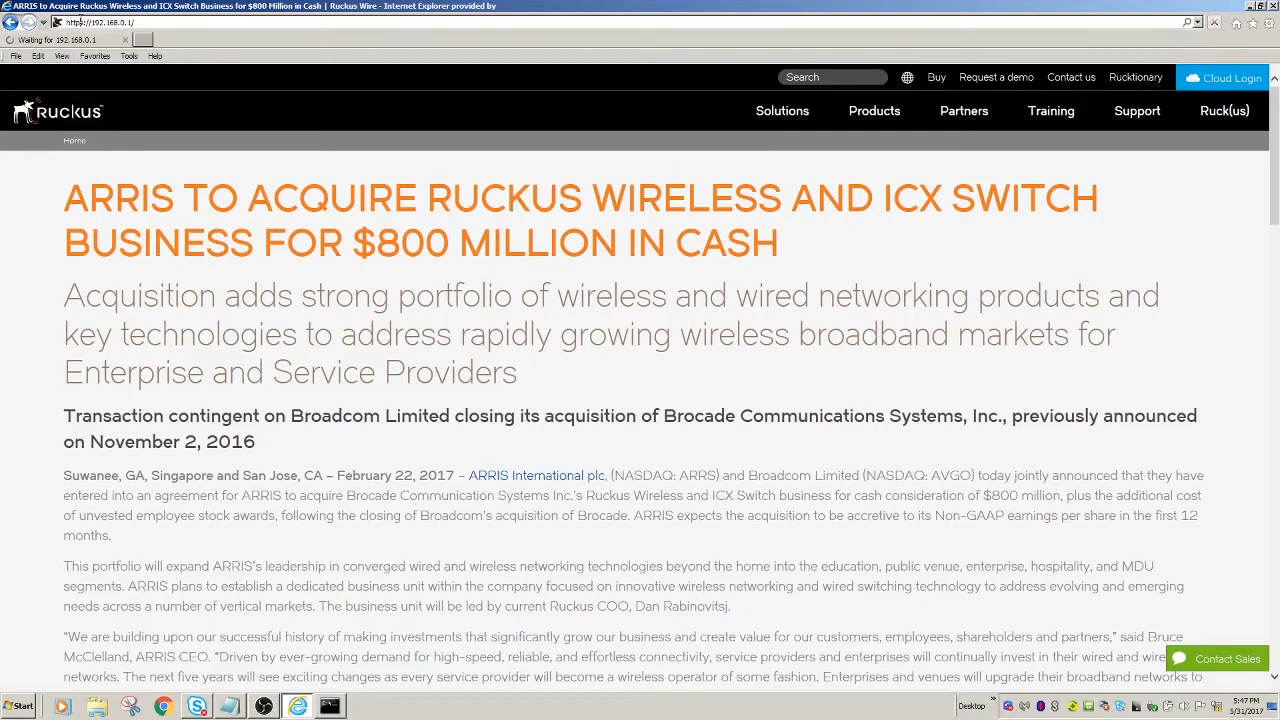 ARRIS to Acquire Ruckus Wireless and ICX Switch Business for $800 Million in Cash | Ruckus Wire - Internet Explorer provided by
https://192.168.0.1/
Waiting for 192.168.0.1
File Edit View Favorites Tools Help
Search Buy Request a demo Contact us Rucktionary Cloud Login
Ruckus Solutions Products Partners Training Support Ruck(us)
Home
ARRIS TO ACQUIRE RUCKUS WIRELESS AND ICX SWITCH
BUSINESS FOR $800 MILLION IN CASH
Acquisition adds strong portfolio of wireless and wired networking products and
key technologies to address rapidly growing wireless broadband markets for
Enterprise and Service Providers
Transaction contingent on Broadcom Limited closing its acquisition of Brocade Communications Systems, Inc., previously announced
on November 2, 2016
Suwanee, GA, Singapore and San Jose, CA – February 22, 2017 – ARRIS International plc, (NASDAQ: ARRS) and Broadcom Limited (NASDAQ: AVGO) today jointly announced that they have
entered into an agreement for ARRIS to acquire Brocade Communication Systems Inc.'s Ruckus Wireless and ICX Switch business for cash consideration of $800 million, plus the additional cost
of unvested employee stock awards, following the closing of Broadcom's acquisition of Brocade. ARRIS expects the acquisition to be accretive to its Non-GAAP earnings per share in the first 12
months.
This portfolio will expand ARRIS's leadership in converged wired and wireless networking technologies beyond the home into the education, public venue, enterprise, hospitality, and MDU
segments. ARRIS plans to establish a dedicated business unit within the company focused on innovative wireless networking and wired switching technology to address evolving and emerging
needs across a number of vertical markets. The business unit will be led by current Ruckus COO, Dan Rabinovitsj.
"We are building upon our successful history of making investments that significantly grow our business and create value for our customers, employees, shareholders and partners," said Bruce
McClelland, ARRIS CEO. "Driven by ever-growing demand for high-speed, reliable, and effortless connectivity, service providers and enterprises will continually invest in their wired and wire
networks. The next five years will see exciting changes as every service provider will become a wireless operator of some fashion. Enterprises and venues will upgrade their broadband networks to
Contact Sales
Start
Desktop
5:47 PM
5/31/2017